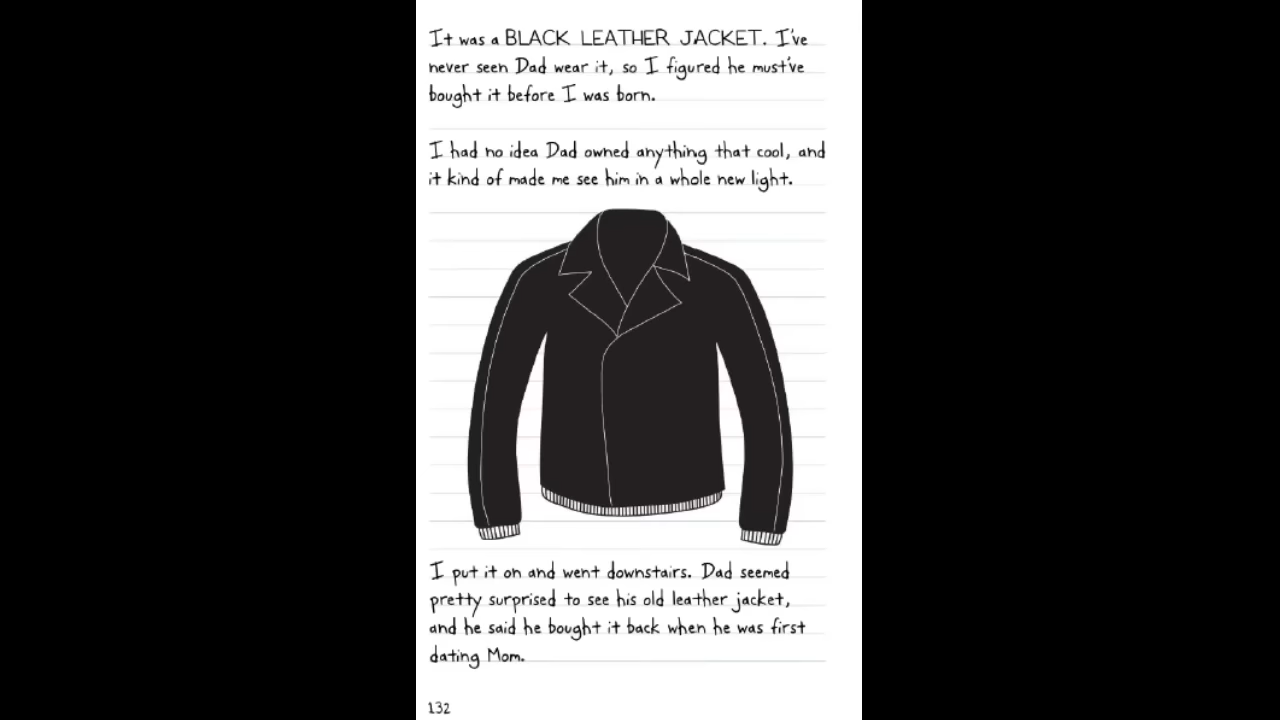 It was a BLACK LEATHER JACKET. I've
never seen Dad wear it, so I figured he must've
bought it before I was born.
I had no idea Dad owned anything that cool, and
it kind of made me see him in a whole new light.
I put it on and went downstairs. Dad seemed
pretty surprised to see his old leather jacket,
and he said he bought it back when he was first
dating Mom.
132